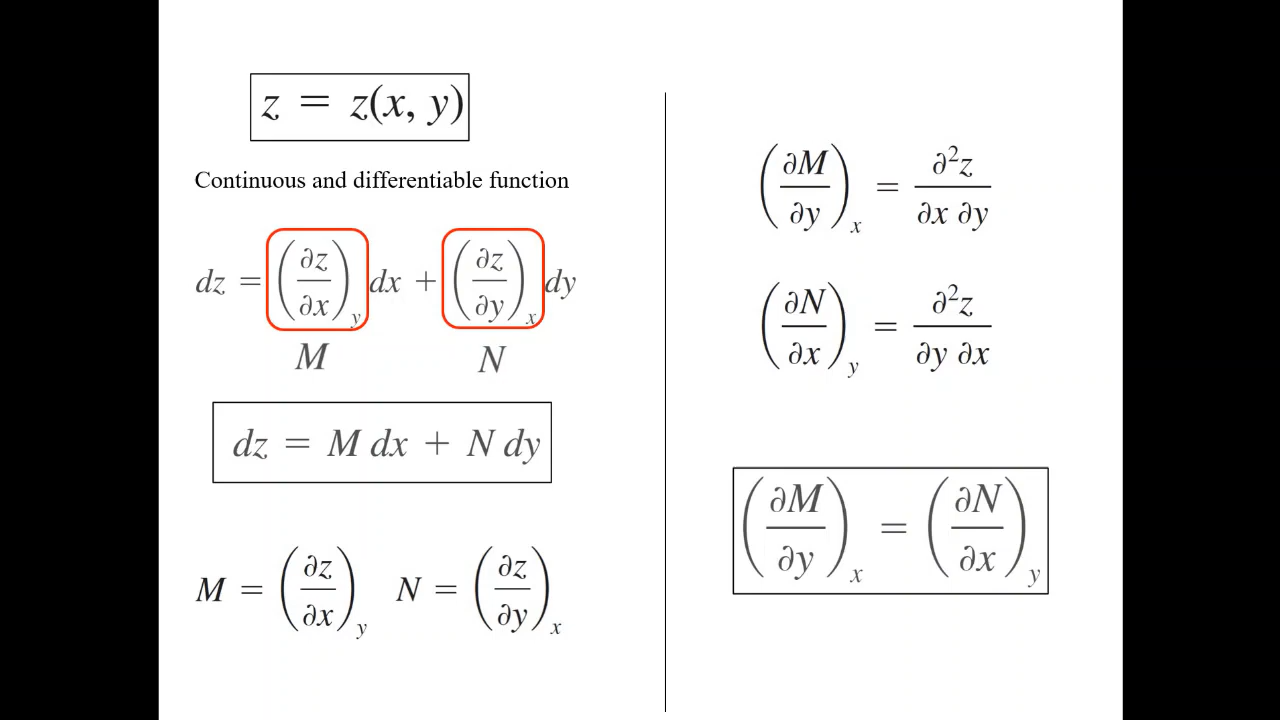 z = z(x, y)
Continuous and differentiable function
dz = (∂z/∂x)_y dx + (∂z/∂y)_x dy
M N
dz = M dx + N dy
M = (∂z/∂x)_y N = (∂z/∂y)_x
(∂M/∂y)_x = ∂²z/∂x ∂y
(∂N/∂x)_y = ∂²z/∂y ∂x
(∂M/∂y)_x = (∂N/∂x)_y